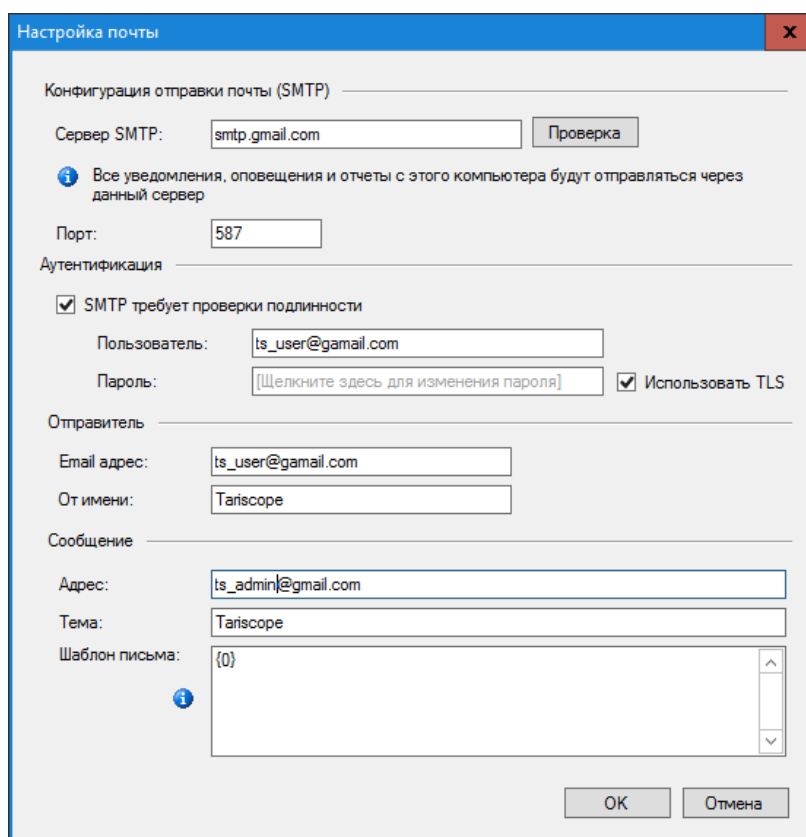 Настройка почты
x
Конфигурация отправки почты (SMTP)
Сервер SMTP: smtp.gmail.com Проверка
Все уведомления, оповещения и отчеты с этого компьютера будут отправляться через
данный сервер
Порт: 587
Аутентификация
SMTP требует проверки подлинности
Пользователь: ts_user@gamail.com
Пароль: [Щелкните здесь для изменения пароля] Использовать TLS
Отправитель
Email адрес: ts_user@gamail.com
От имени: Tariscope
Сообщение
Адрес: ts_admin@gmail.com
Тема: Tariscope
Шаблон письма: {0}
OK Отмена